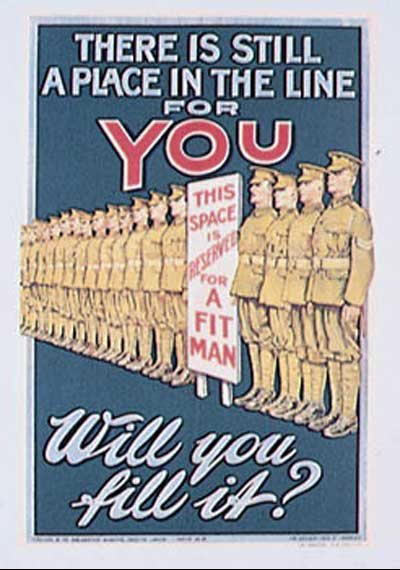 THERE IS STILL
A PLACE IN THE LINE
FOR
YOU
THIS
SPACE
IS
RESERVED
FOR
A
FIT
MAN
Will you
fill it?